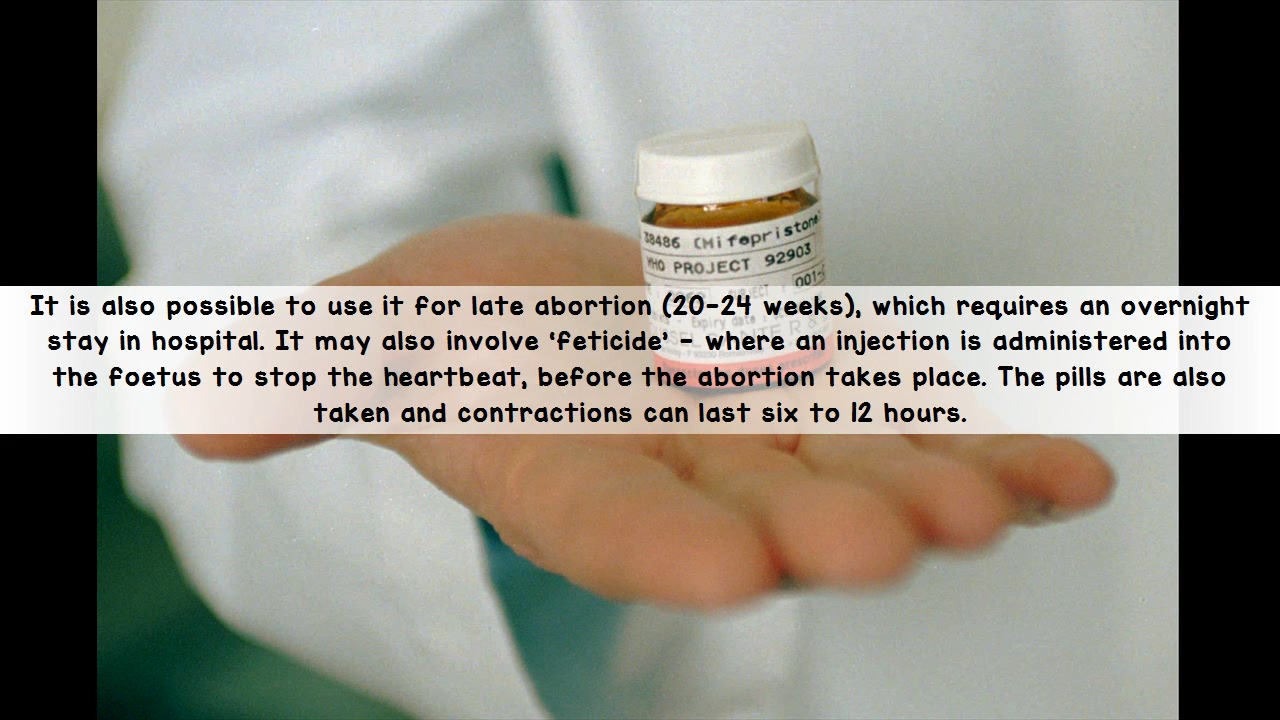 38486 (Mifepristone
WHO PROJECT 92903
001-
It is also possible to use it for late abortion (20-24 weeks), which requires an overnight
stay in hospital. It may also involve ‘feticide’ - where an injection is administered into
the foetus to stop the heartbeat, before the abortion takes place. The pills are also
taken and contractions can last six to 12 hours.